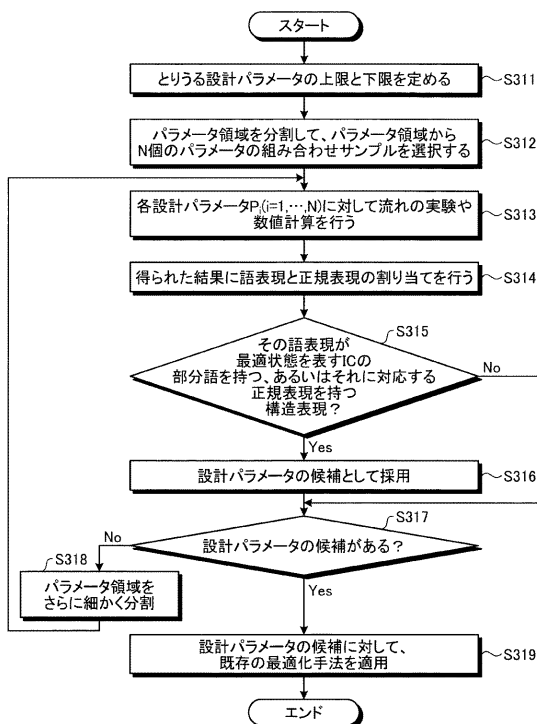 スタート
とりうる設計パラメータの上限と下限を定める
S311
パラメータ領域を分割して、パラメータ領域から
N個のパラメータの組み合わせサンプルを選択する
S312
各設計パラメータPi(i=1,…,N)に対して流れの実験や
数値計算を行う
S313
得られた結果に語表現と正規表現の割り当てを行う
S314
S315
その語表現が
最適状態を表すICの
部分語を持つ、あるいはそれに対応する
正規表現を持つ
構造表現？
No
Yes
設計パラメータの候補として採用
S316
S317
設計パラメータの候補がある？
No
S318
パラメータ領域を
さらに細かく分割
Yes
設計パラメータの候補に対して、
既存の最適化手法を適用
S319
エンド